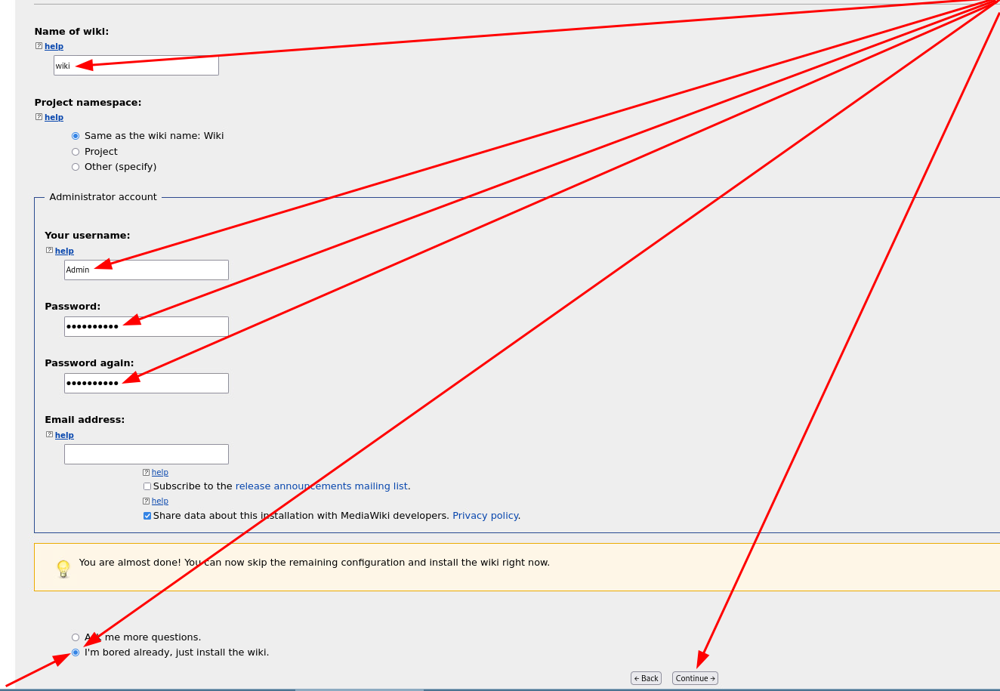 Name of wiki:
help
wiki
Project namespace:
help
Same as the wiki name: Wiki
Project
Other (specify)
Administrator account
Your username:
help
Admin
Password:
••••••••••
Password again:
••••••••••
Email address:
help
help
Subscribe to the release announcements mailing list.
help
Share data about this installation with MediaWiki developers. Privacy policy.
You are almost done! You can now skip the remaining configuration and install the wiki right now.
Ask me more questions.
I'm bored already, just install the wiki.
← Back Continue →